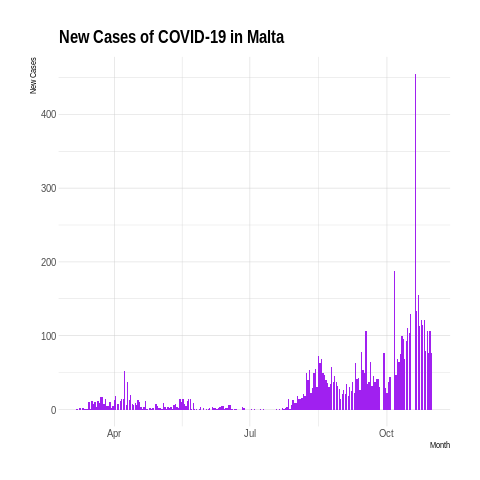 New Cases of COVID-19 in Malta
New Cases
400
300
200
100
0
Apr
Jul
Oct
Month